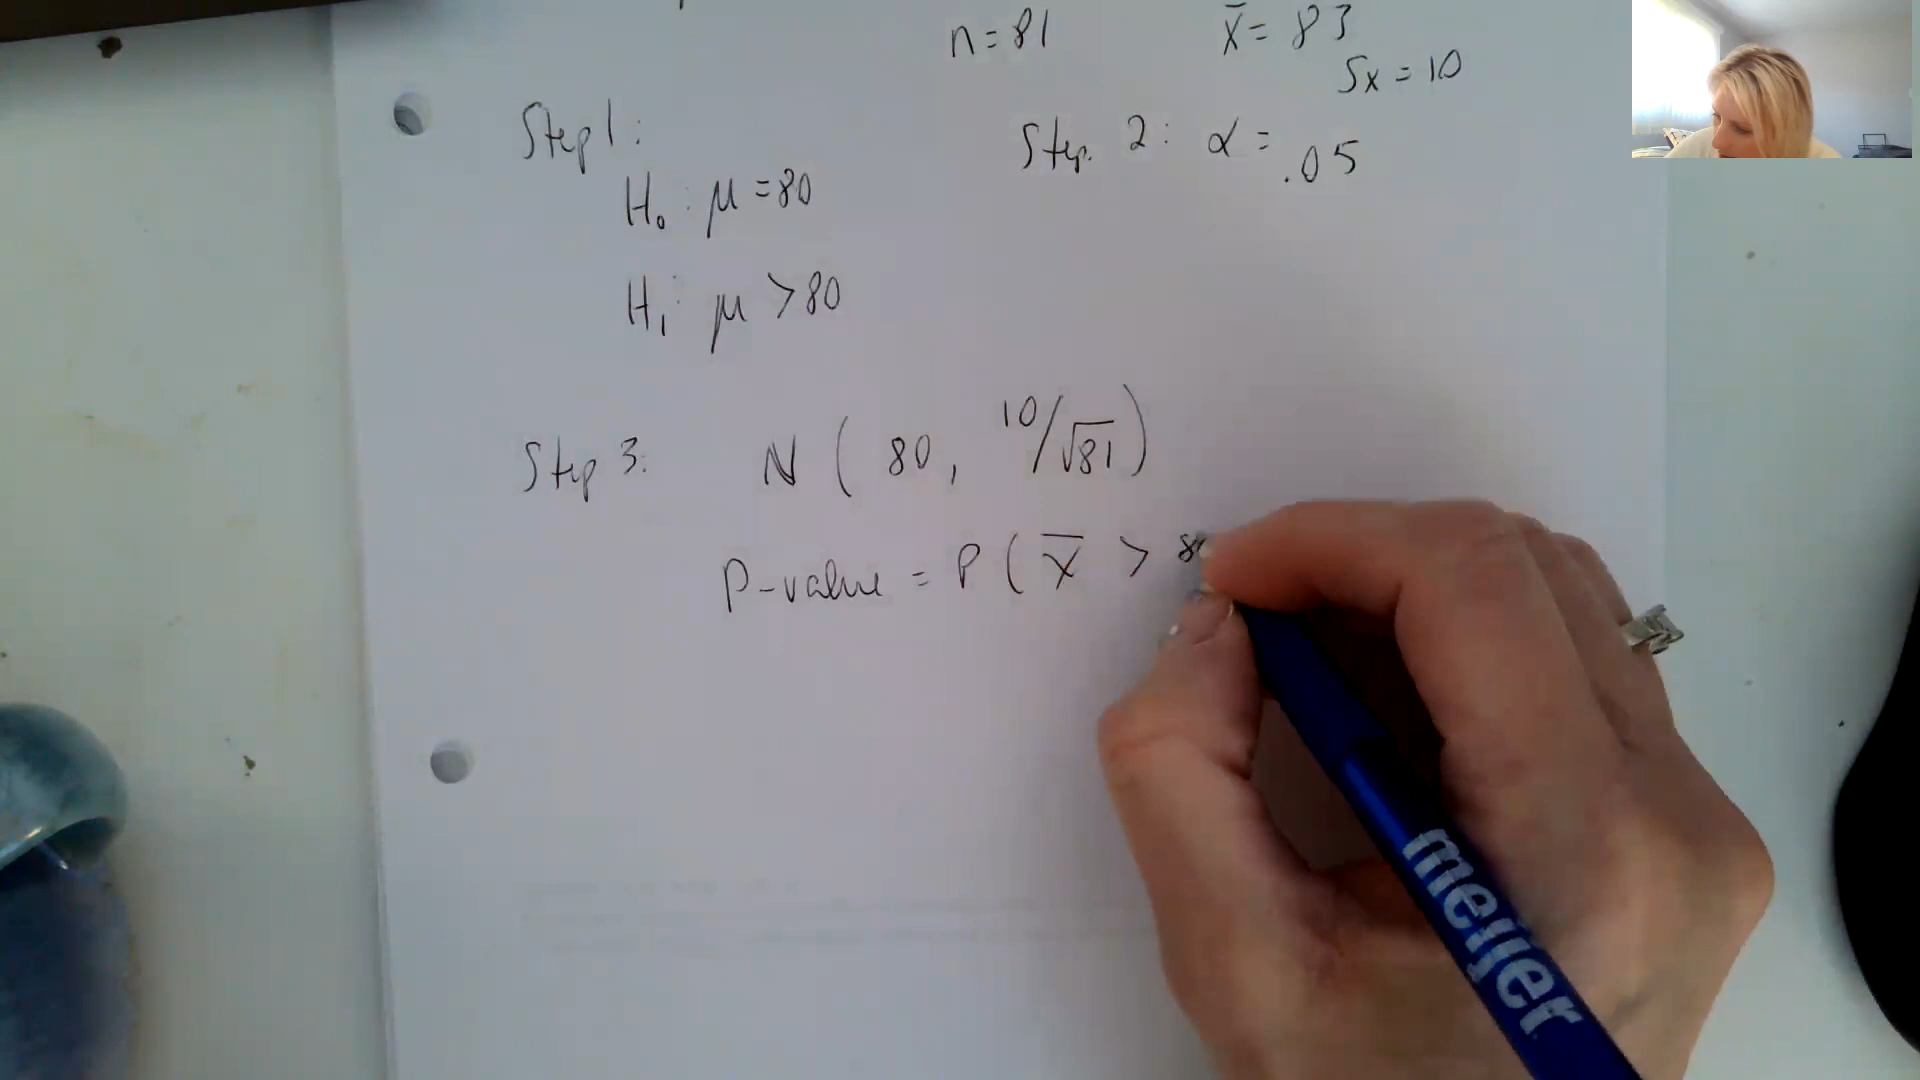 n=81 x̄= 83
Sx = 10
Step 1: Step 2: α= .05
H₀: μ =80
H₁: μ >80
Step 3: N ( 80, 10/√81)
P-value = P ( x̄ > 8
meijer